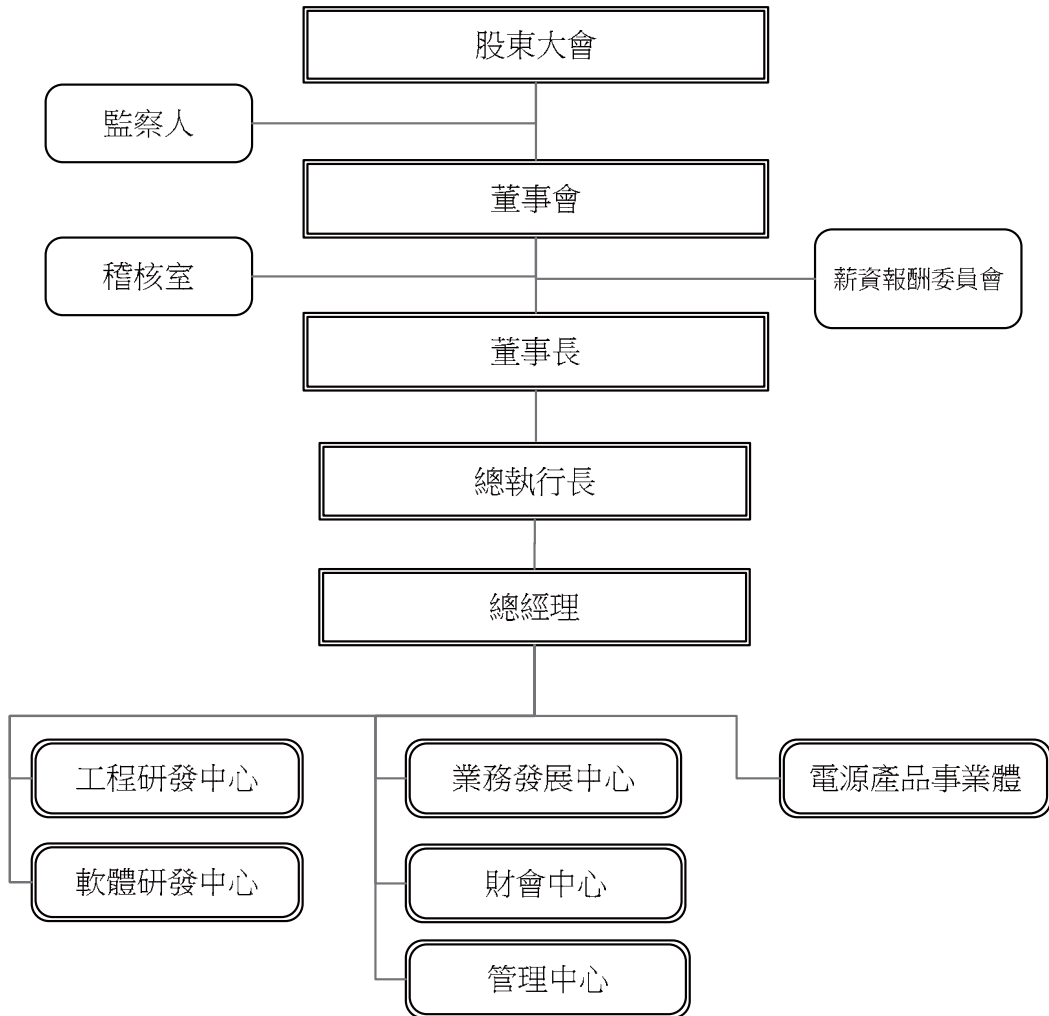 股東大會
監察人
董事會
稽核室
薪資報酬委員會
董事長
總執行長
總經理
工程研發中心
業務發展中心
電源產品事業體
軟體研發中心
財會中心
管理中心